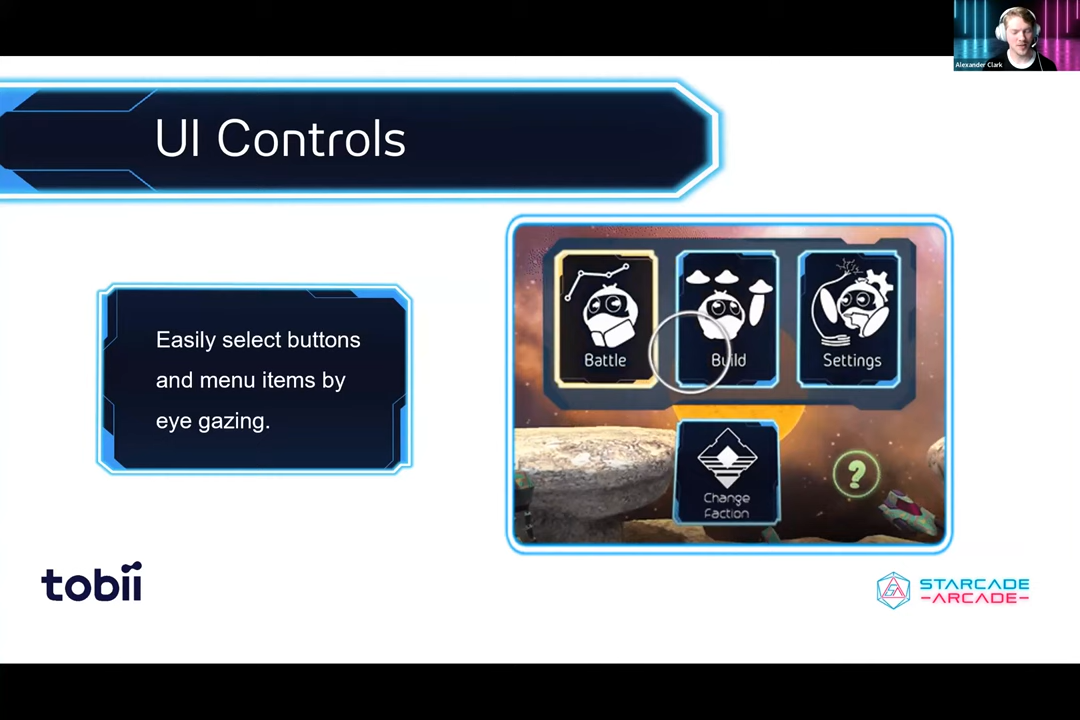 Alexander Clark
UI Controls
Easily select buttons
and menu items by
eye gazing.
Battle
Build
Settings
Change
Faction
?
tobii
STARCADE
-ARCADE-